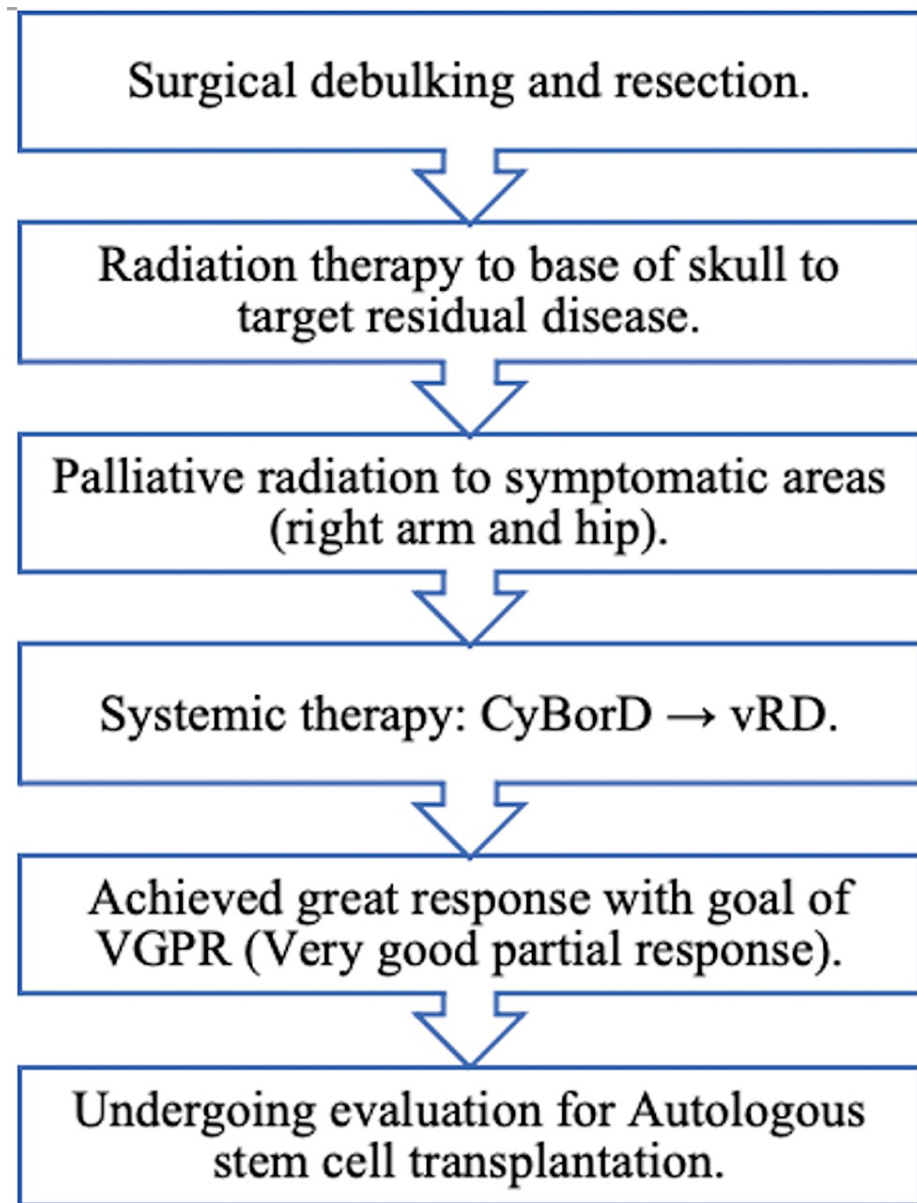 Surgical debulking and resection.
Radiation therapy to base of skull to
target residual disease.
Palliative radiation to symptomatic areas
(right arm and hip).
Systemic therapy: CyBorD → vRD.
Achieved great response with goal of
VGPR (Very good partial response).
Undergoing evaluation for Autologous
stem cell transplantation.